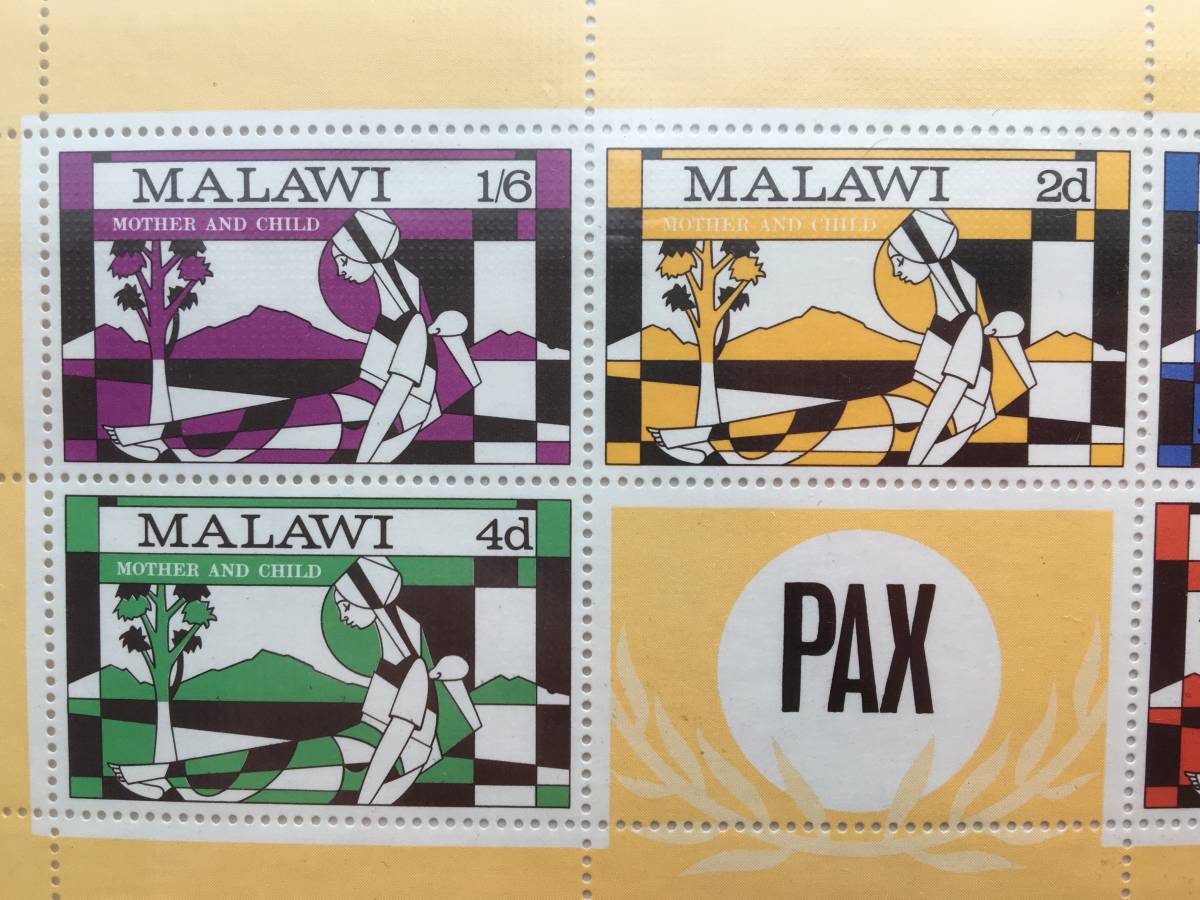 MALAWI 1/6
MOTHER AND CHILD
MALAWI 2d
MOTHER AND CHILD
MALAWI 4d
MOTHER AND CHILD
PAX